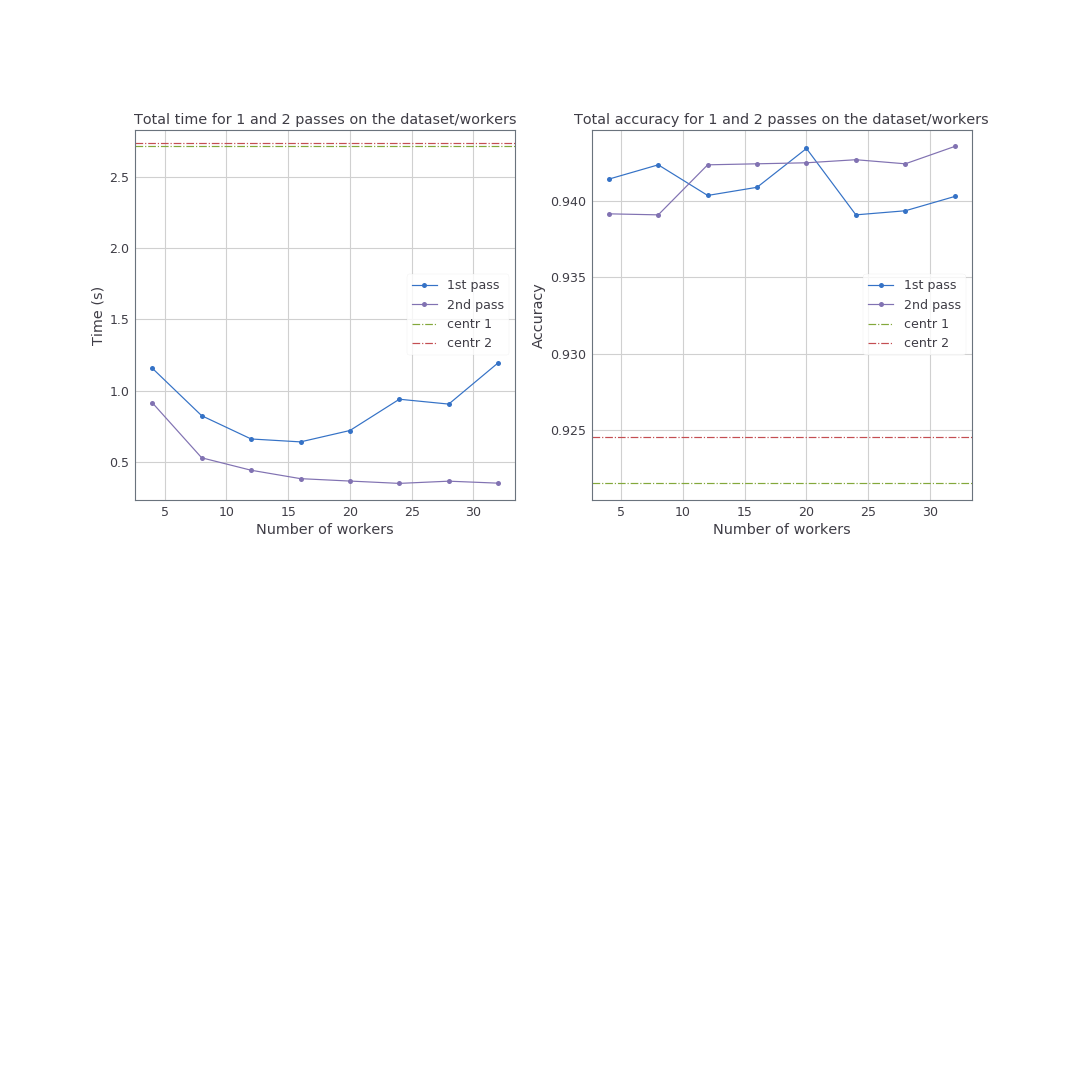 Total time for 1 and 2 passes on the dataset/workers
Time (s)
2.5
2.0
1.5
1.0
0.5
1st pass
2nd pass
centr 1
centr 2
5 10 15 20 25 30
Number of workers
Total accuracy for 1 and 2 passes on the dataset/workers
Accuracy
0.940
0.935
0.930
0.925
1st pass
2nd pass
centr 1
centr 2
5 10 15 20 25 30
Number of workers